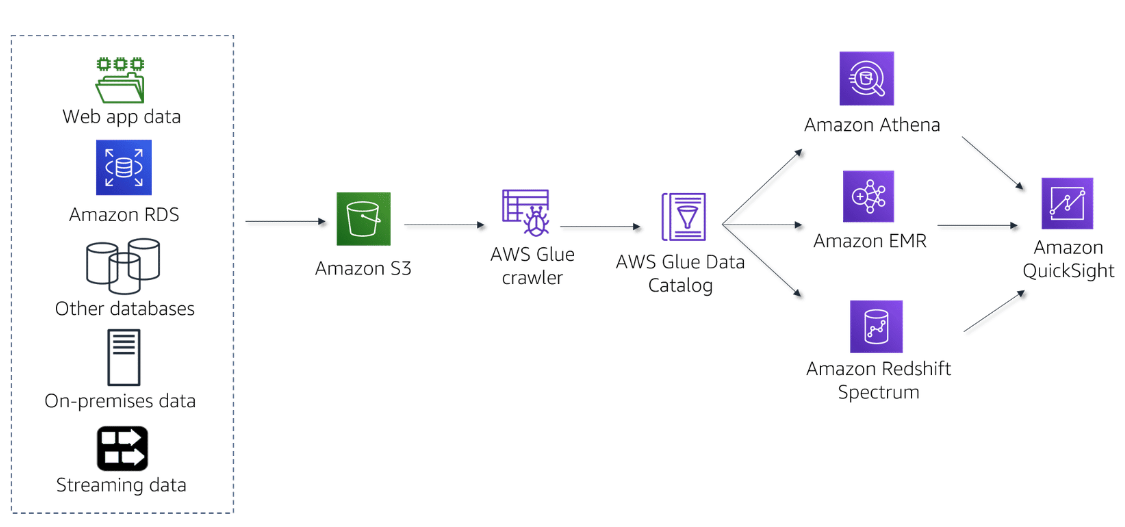 Web app data
Amazon RDS
Other databases
On-premises data
Streaming data
Amazon S3
AWS Glue
crawler
AWS Glue Data
Catalog
Amazon Athena
Amazon EMR
Amazon Redshift
Spectrum
Amazon
QuickSight